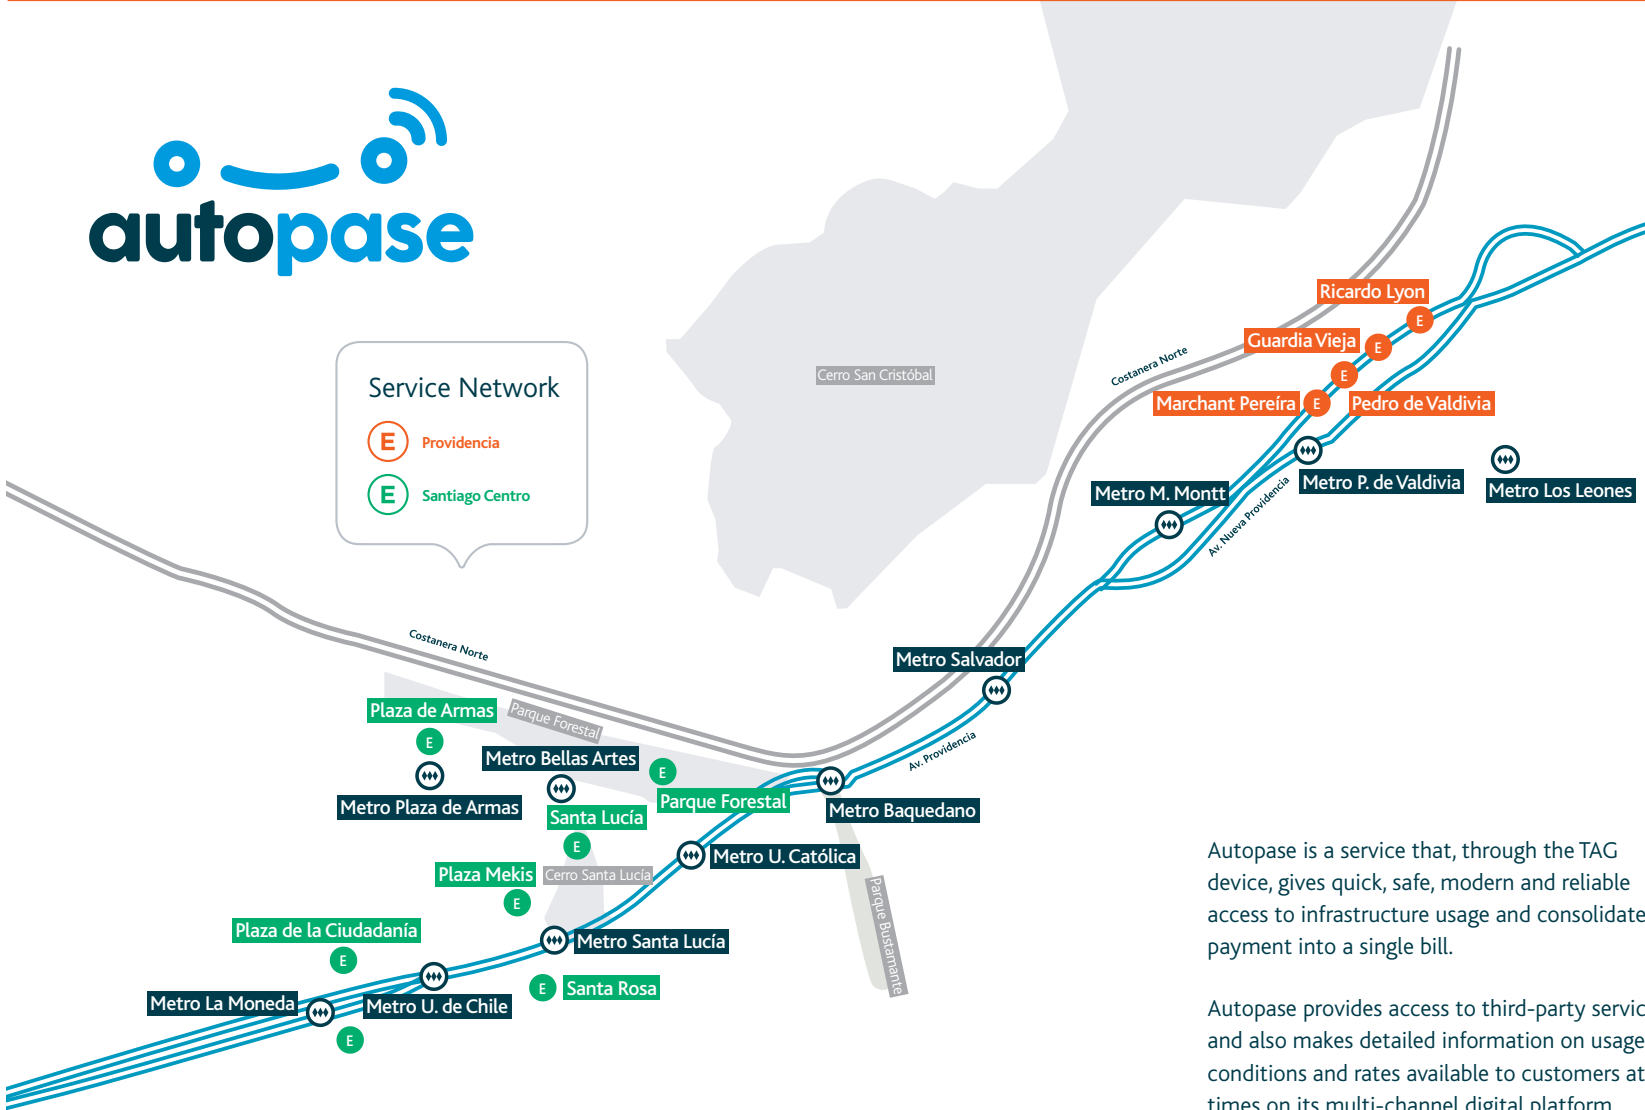 autopase
Service Network
E Providencia
E Santiago Centro
Cerro San Cristóbal
Costanera Norte
Ricardo Lyon
E
Guardia Vieja
E
E
Marchant Pereíra
E
Pedro de Valdivia
Metro P. de Valdivia
Metro Los Leones
Metro M. Montt
Av. Nueva Providencia
Costanera Norte
Metro Salvador
Av. Providencia
Plaza de Armas
E
Parque Forestal
Metro Bellas Artes
E
Metro Plaza de Armas
Parque Forestal
Metro Baquedano
Santa Lucía
E
Metro U. Católica
Plaza Mekis
Cerro Santa Lucía
E
Parque Bustamante
Plaza de la Ciudadanía
E
Metro Santa Lucía
E
Santa Rosa
Metro La Moneda
Metro U. de Chile
E
Autopase is a service that, through the TAG
device, gives quick, safe, modern and reliable
access to infrastructure usage and consolidate
payment into a single bill.
Autopase provides access to third-party servic
and also makes detailed information on usage
conditions and rates available to customers at
times on its multi-channel digital platform